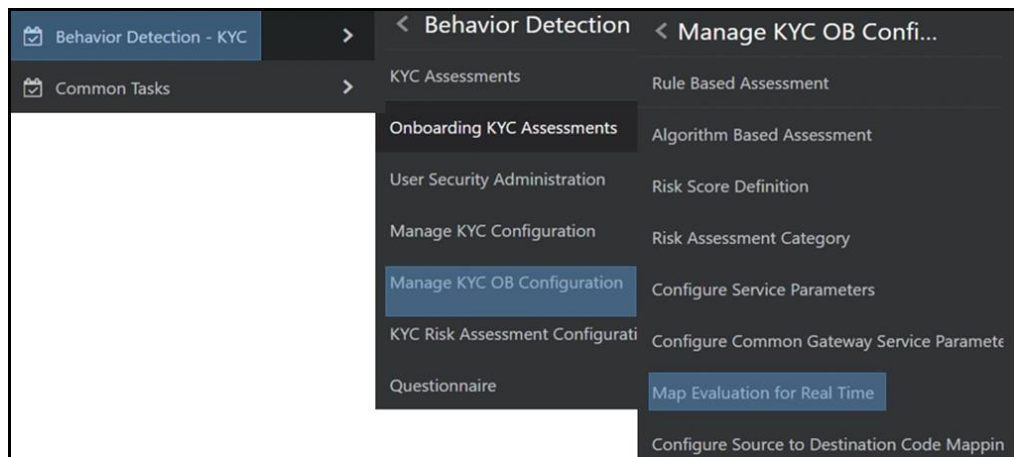 Behavior Detection - KYC
Common Tasks
Behavior Detection
KYC Assessments
Onboarding KYC Assessments
User Security Administration
Manage KYC Configuration
Manage KYC OB Configuration
KYC Risk Assessment Configurati
Questionnaire
Manage KYC OB Confi...
Rule Based Assessment
Algorithm Based Assessment
Risk Score Definition
Risk Assessment Category
Configure Service Parameters
Configure Common Gateway Service Paramete
Map Evaluation for Real Time
Configure Source to Destination Code Mappin